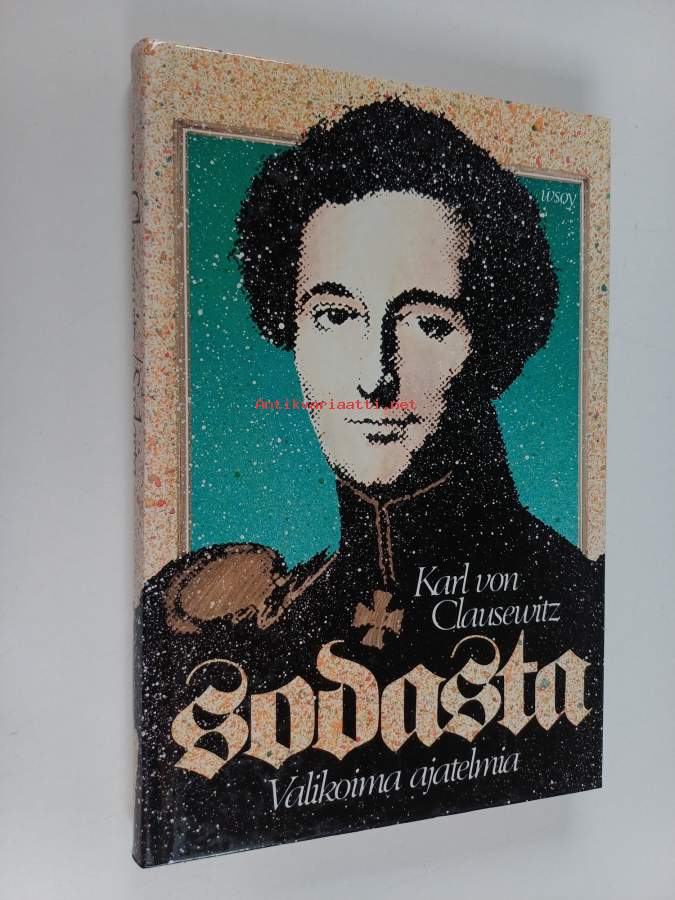 wsoy
Antikvariaatti.net
Karl von
Clausewitz
sodasta
Valikoima ajatelmia